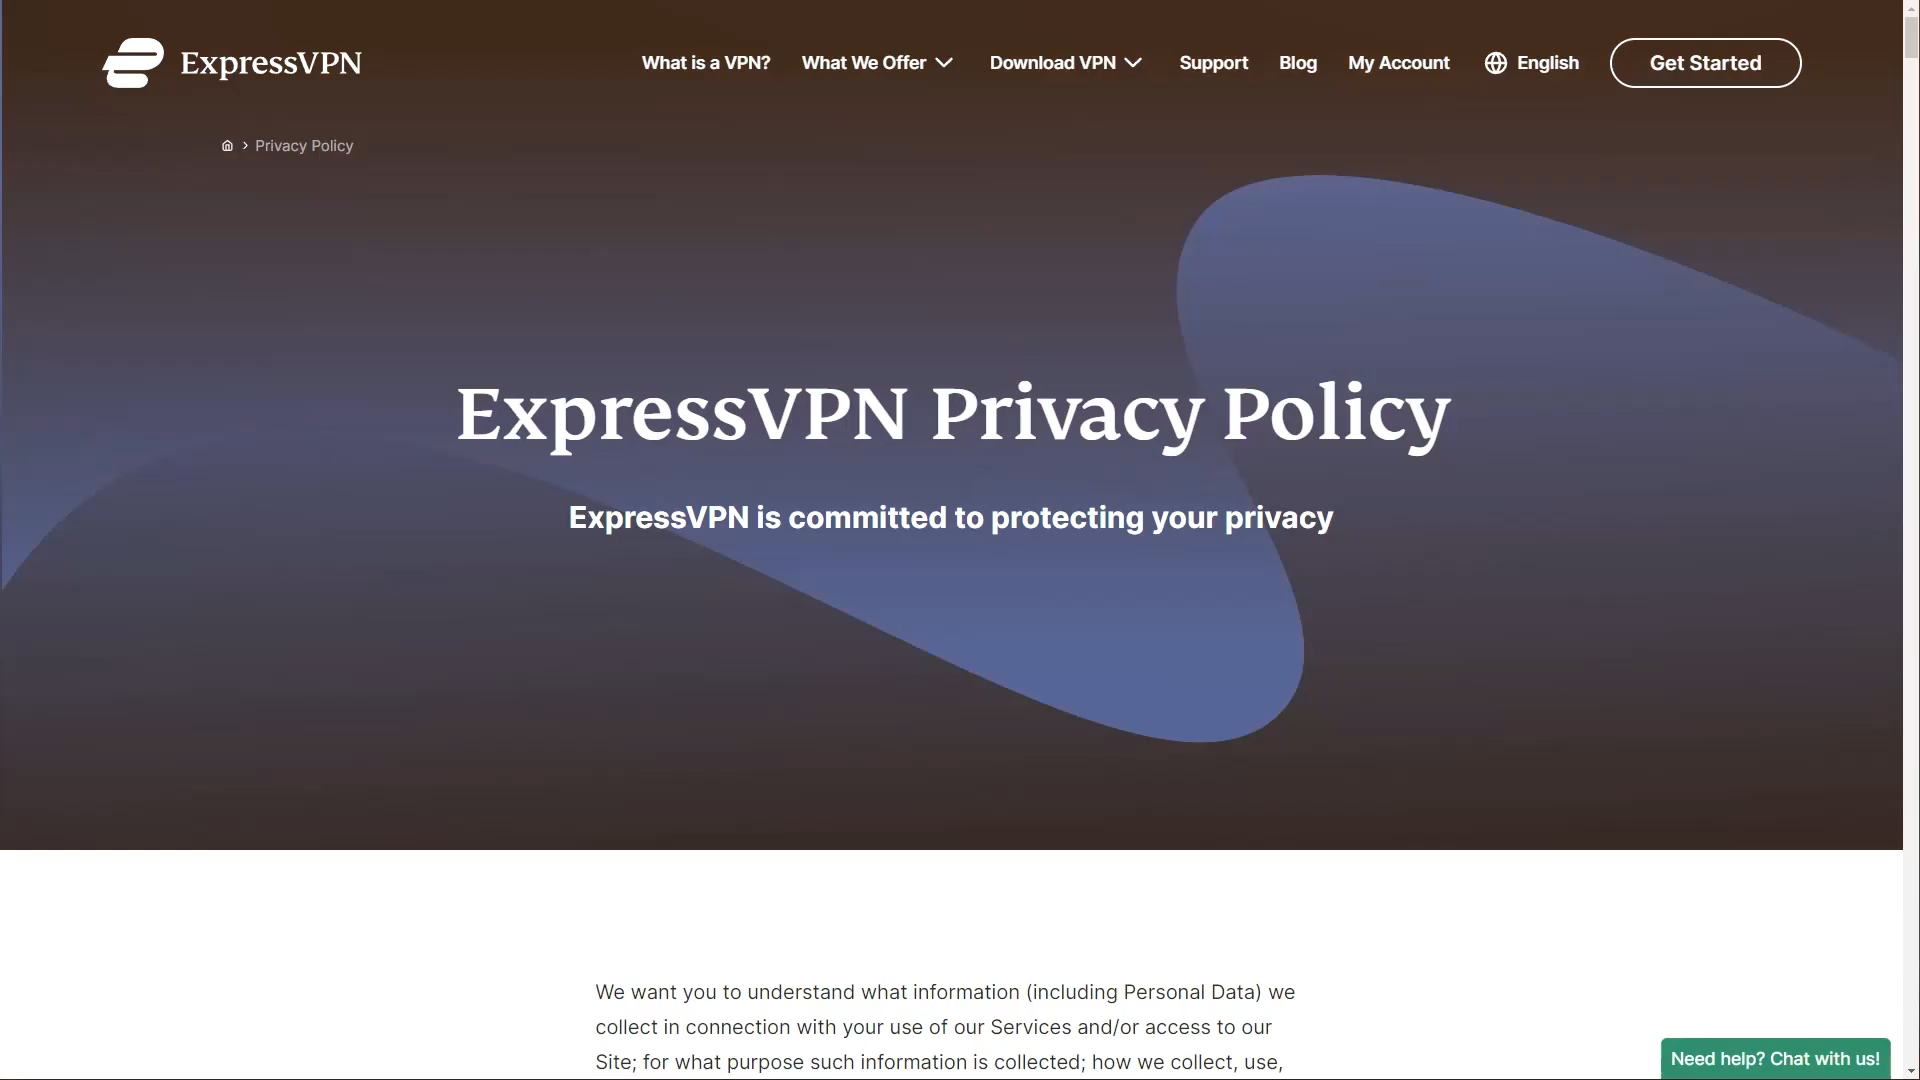 ExpressVPN
What is a VPN?
What We Offer
Download VPN
Support
Blog
My Account
English
Get Started
Privacy Policy
ExpressVPN Privacy Policy
ExpressVPN is committed to protecting your privacy
We want you to understand what information (including Personal Data) we
collect in connection with your use of our Services and/or access to our
Site; for what purpose such information is collected; how we collect, use,
Need help? Chat with us!